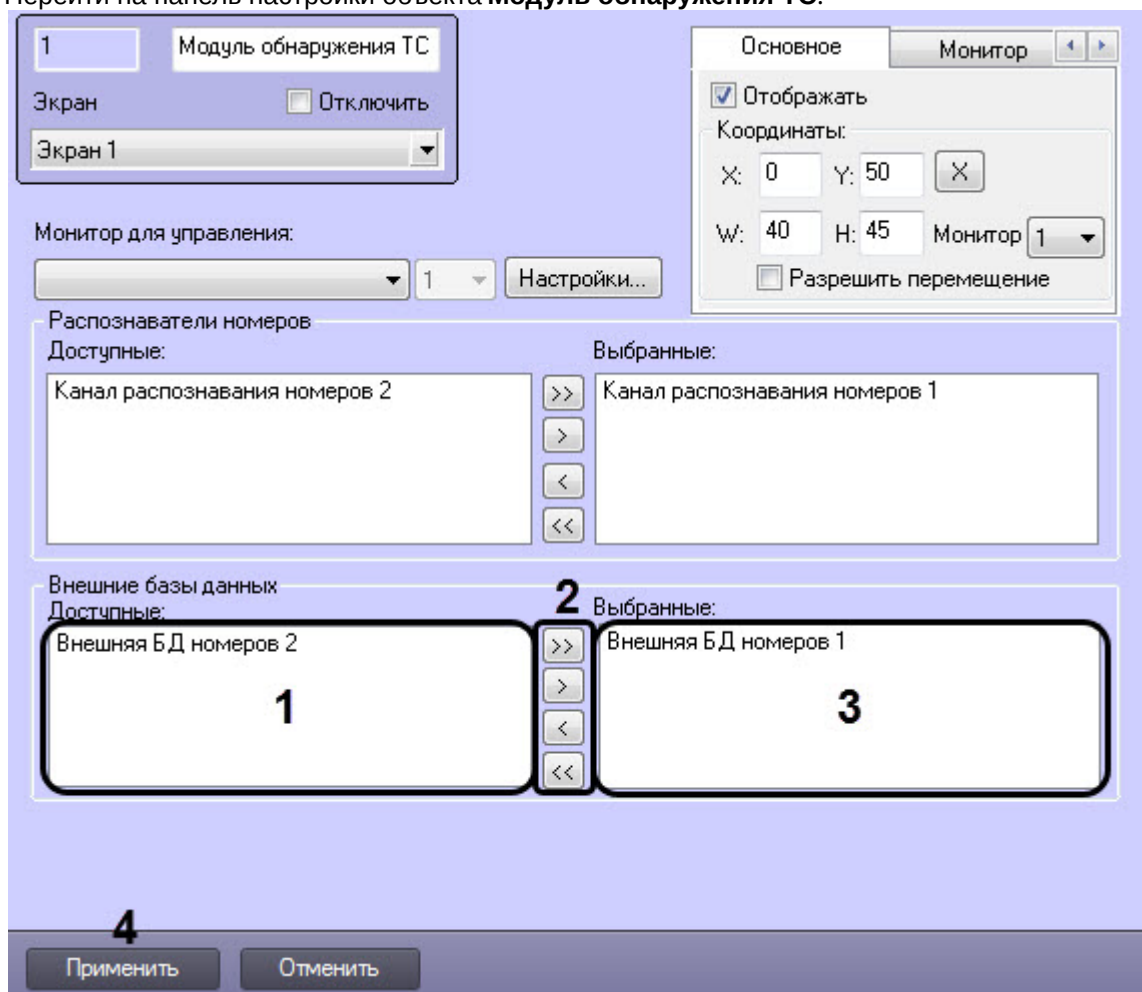 Перейти на панель настройки объекта Модуль обнаружения ТС.
1 Модуль обнаружения ТС
Экран Отключить
Экран 1
Основное Монитор
Отображать
Координаты:
X: 0 Y: 50 X
W: 40 H: 45 Монитор 1
Разрешить перемещение
Монитор для управления:
1 Настройки...
Распознаватели номеров
Доступные: Выбранные:
Канал распознавания номеров 2 >> Канал распознавания номеров 1
>
<
<<
Внешние базы данных
Доступные: 2 Выбранные:
Внешняя БД номеров 2 >> Внешняя БД номеров 1
1 > 3
<
<<
4
Применить Отменить